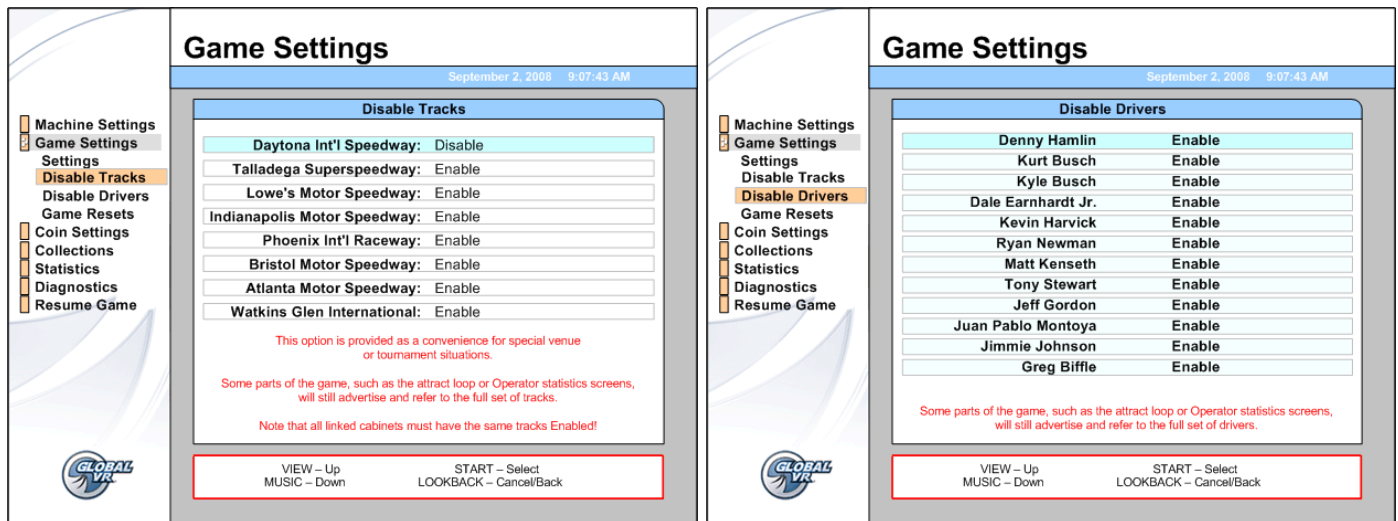 Game Settings
September 2, 2008 9:07:43 AM
Machine Settings
Game Settings
Settings
Disable Tracks
Disable Drivers
Game Resets
Coin Settings
Collections
Statistics
Diagnostics
Resume Game
Disable Tracks
Daytona Int'l Speedway: Disable
Talladega Superspeedway: Enable
Lowe's Motor Speedway: Enable
Indianapolis Motor Speedway: Enable
Phoenix Int'l Raceway: Enable
Bristol Motor Speedway: Enable
Atlanta Motor Speedway: Enable
Watkins Glen International: Enable
This option is provided as a convenience for special venue
or tournament situations.
Some parts of the game, such as the attract loop or Operator statistics screens,
will still advertise and refer to the full set of tracks.
Note that all linked cabinets must have the same tracks Enabled!
GLOBAL
VR
VIEW – Up START – Select
MUSIC – Down LOOKBACK – Cancel/Back
Game Settings
September 2, 2008 9:07:43 AM
Machine Settings
Game Settings
Settings
Disable Tracks
Disable Drivers
Game Resets
Coin Settings
Collections
Statistics
Diagnostics
Resume Game
Disable Drivers
Denny Hamlin Enable
Kurt Busch Enable
Kyle Busch Enable
Dale Earnhardt Jr. Enable
Kevin Harvick Enable
Ryan Newman Enable
Matt Kenseth Enable
Tony Stewart Enable
Jeff Gordon Enable
Juan Pablo Montoya Enable
Jimmie Johnson Enable
Greg Biffle Enable
Some parts of the game, such as the attract loop or Operator statistics screens,
will still advertise and refer to the full set of drivers.
GLOBAL
VR
VIEW – Up START – Select
MUSIC – Down LOOKBACK – Cancel/Back